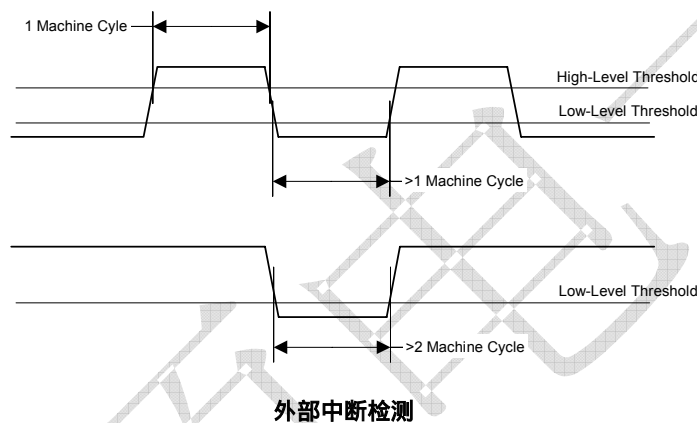 1 Machine Cyle
High-Level Threshold
Low-Level Threshold
>1 Machine Cycle
Low-Level Threshold
>2 Machine Cycle
外部中断检测